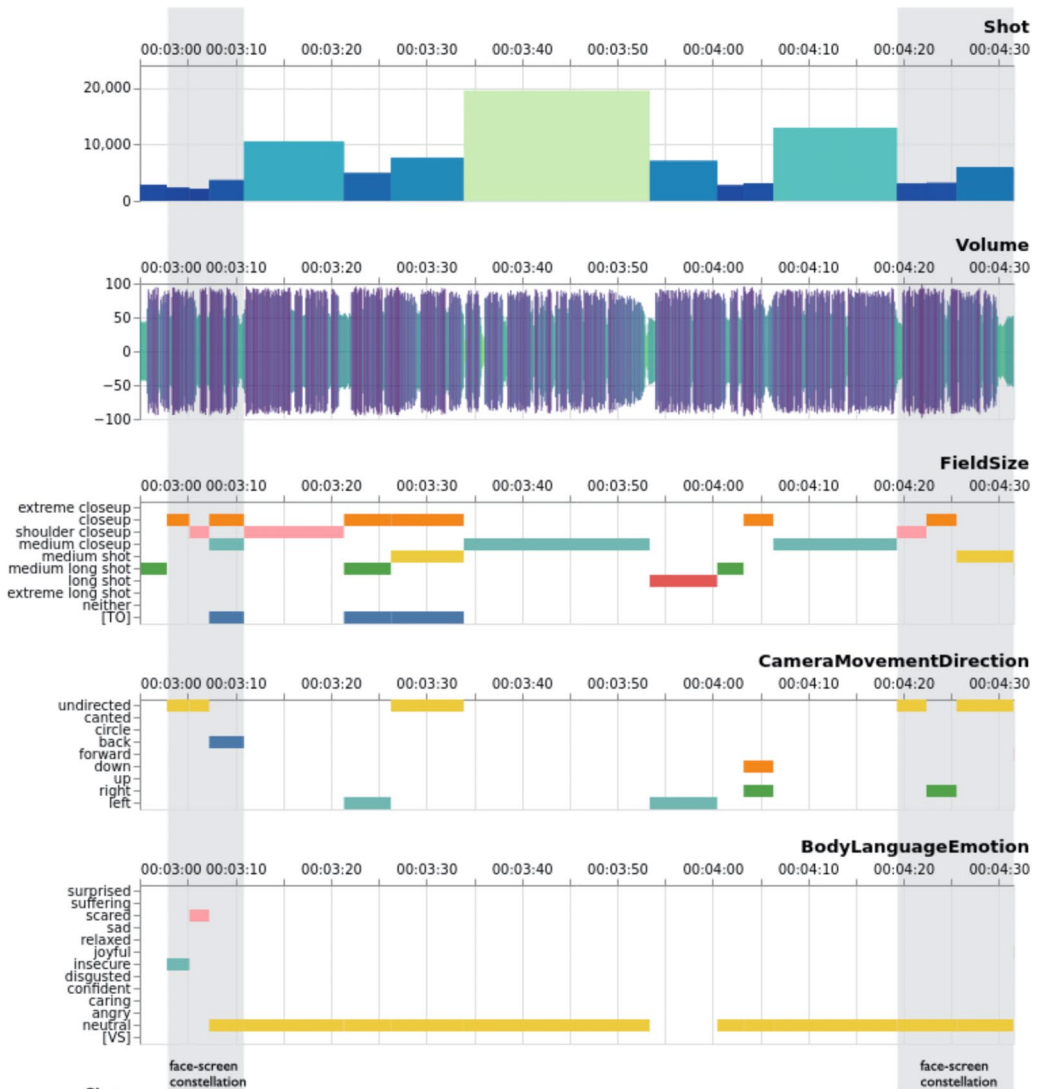 Shot
00:03:00 00:03:10 00:03:20 00:03:30 00:03:40 00:03:50 00:04:00 00:04:10 00:04:20 00:04:30
20,000
10,000
0
Volume
00:03:00 00:03:10 00:03:20 00:03:30 00:03:40 00:03:50 00:04:00 00:04:10 00:04:20 00:04:30
100
50
0
−50
−100
FieldSize
00:03:00 00:03:10 00:03:20 00:03:30 00:03:40 00:03:50 00:04:00 00:04:10 00:04:20 00:04:30
extreme closeup
closeup
shoulder closeup
medium closeup
medium shot
medium long shot
long shot
extreme long shot
neither
[TO]
CameraMovementDirection
00:03:00 00:03:10 00:03:20 00:03:30 00:03:40 00:03:50 00:04:00 00:04:10 00:04:20 00:04:30
undirected
canted
circle
back
forward
down
up
right
left
BodyLanguageEmotion
00:03:00 00:03:10 00:03:20 00:03:30 00:03:40 00:03:50 00:04:00 00:04:10 00:04:20 00:04:30
surprised
suffering
scared
sad
relaxed
joyful
insecure
disgusted
confident
caring
angry
neutral
[VS]
face-screen face-screen
constellation constellation